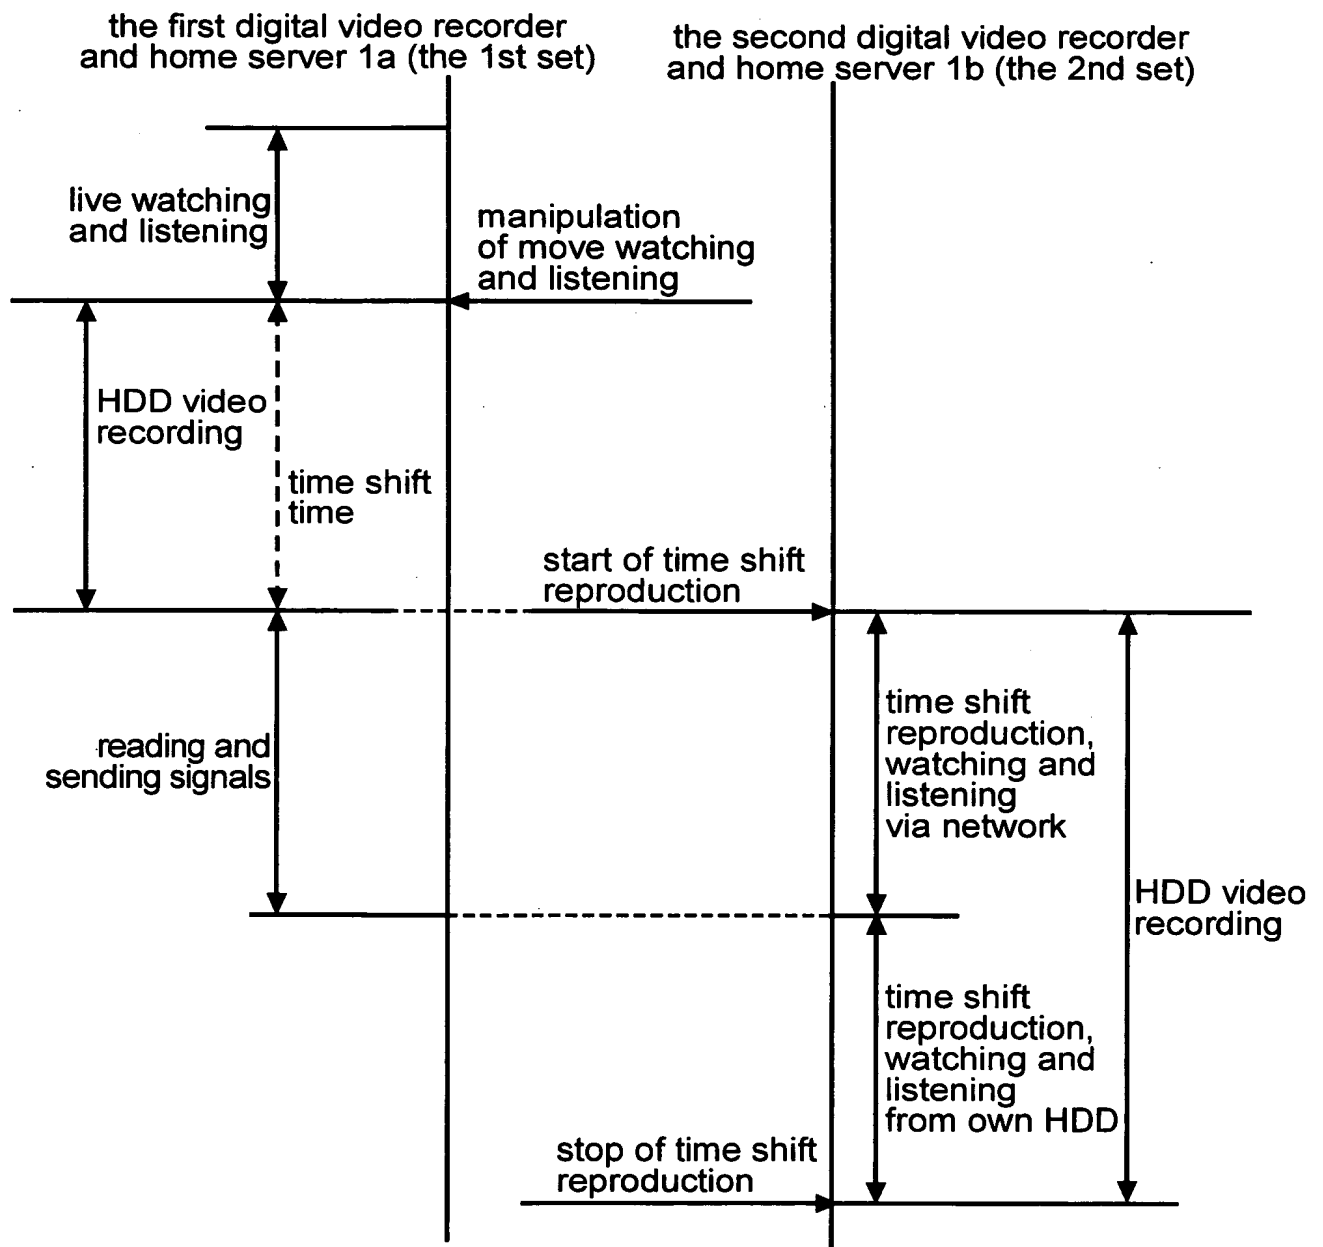 the first digital video recorder
and home server 1a (the 1st set)
the second digital video recorder
and home server 1b (the 2nd set)
live watching
and listening
manipulation
of move watching
and listening
HDD video
recording
time shift
time
start of time shift
reproduction
reading and
sending signals
time shift
reproduction,
watching and
listening
via network
HDD video
recording
time shift
reproduction,
watching and
listening
from own HDD
stop of time shift
reproduction